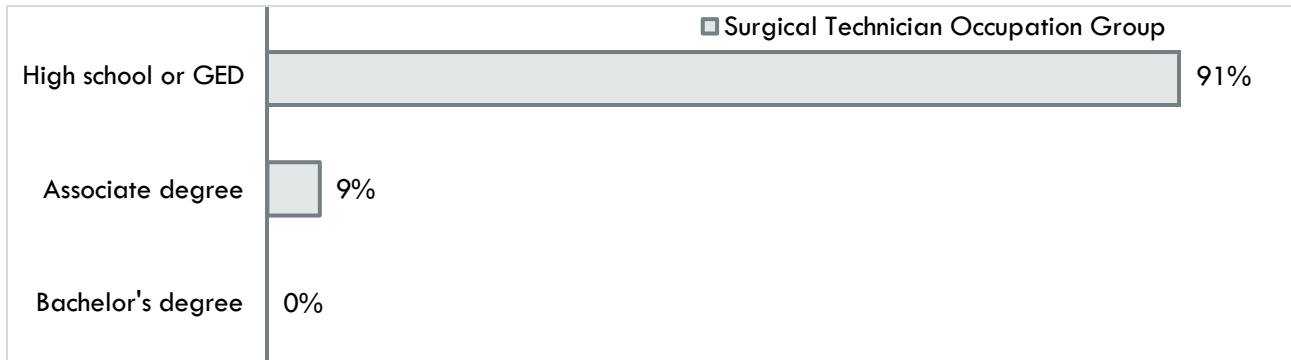 Surgical Technician Occupation Group
High school or GED 91%
Associate degree 9%
Bachelor's degree 0%